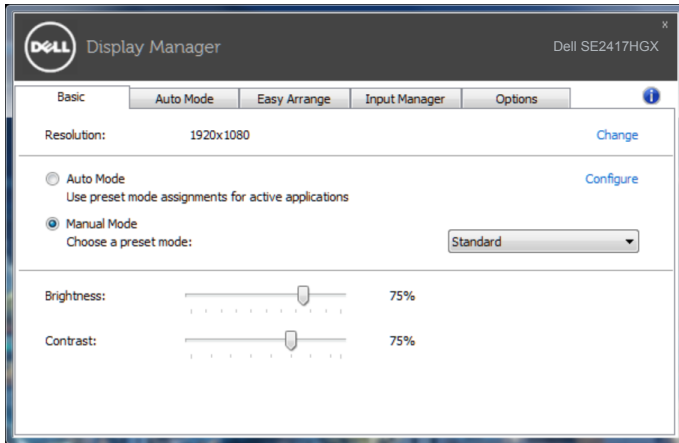 x
DELL Display Manager Dell SE2417HGX
Basic Auto Mode Easy Arrange Input Manager Options i
Resolution: 1920x1080 Change
Auto Mode Configure
Use preset mode assignments for active applications
Manual Mode
Choose a preset mode: Standard
Brightness: 75%
Contrast: 75%